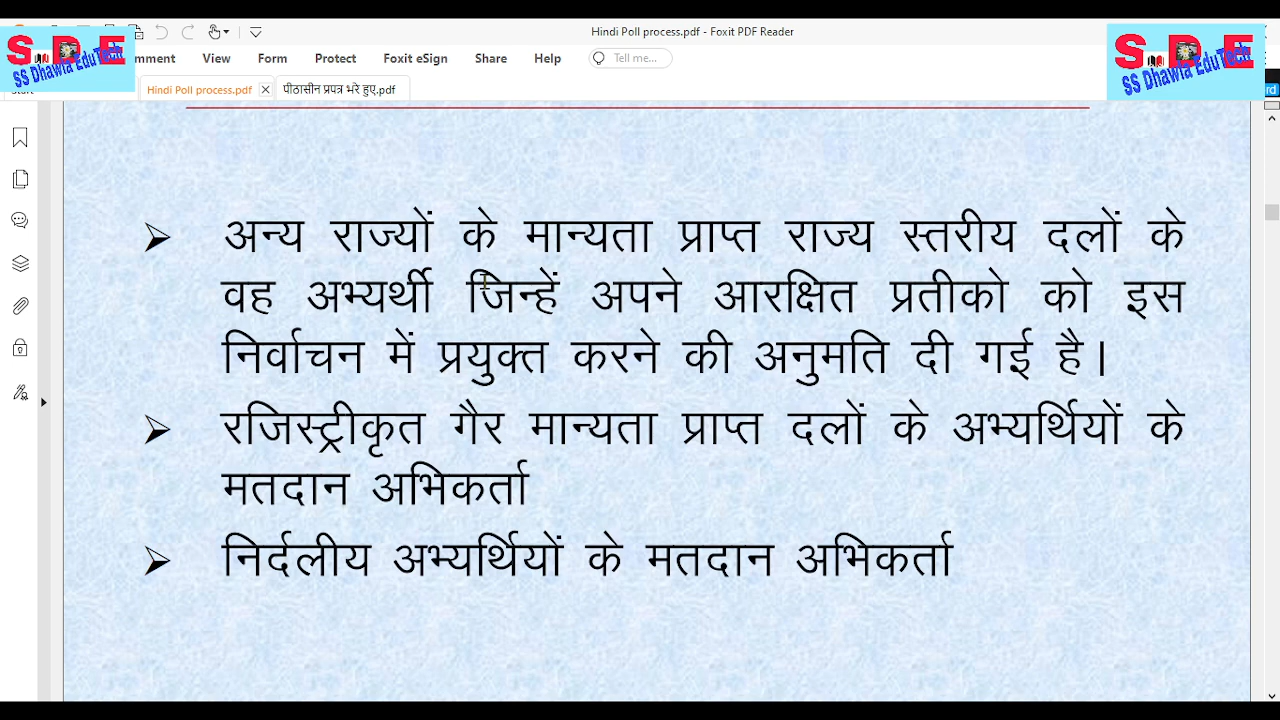 Hindi Poll process.pdf - Foxit PDF Reader
S D E
SS Dhawla EduTech
mment View Form Protect Foxit eSign Share Help Tell me...
S D E
SS Dhawla EduTech
Start Hindi Poll process.pdf पीठासीन प्रपत्र भरे हुए.pdf
rd
अन्य राज्यों के मान्यता प्राप्त राज्य स्तरीय दलों के
वह अभ्यर्थी जिन्हें अपने आरक्षित प्रतीको को इस
निर्वाचन में प्रयुक्त करने की अनुमति दी गई है।
रजिस्ट्रीकृत गैर मान्यता प्राप्त दलों के अभ्यर्थियों के
मतदान अभिकर्ता
निर्दलीय अभ्यर्थियों के मतदान अभिकर्ता